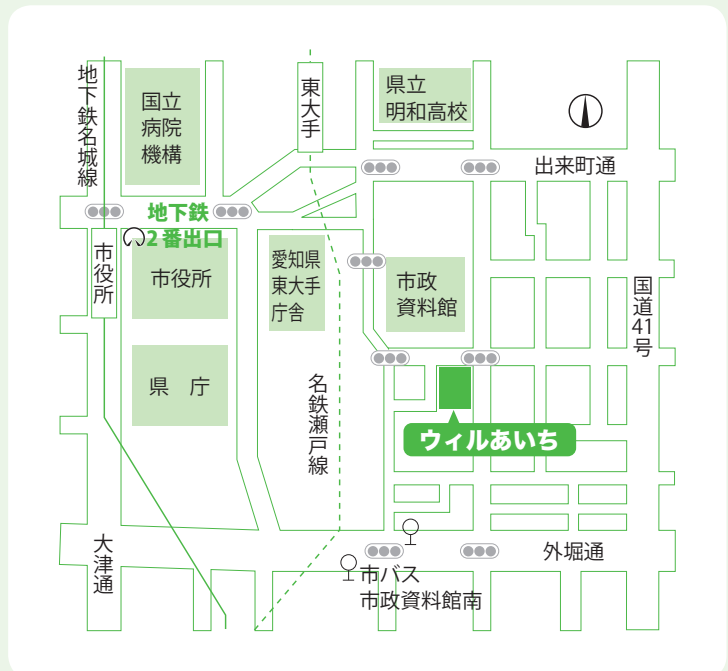 地下鉄名城線
国立
病院
機構
東大手
県立
明和高校
出来町通
地下鉄
2番出口
市役所
市役所
愛知県
東大手
庁舎
市政
資料館
国道41号
県 庁
名鉄瀬戸線
ウィルあいち
大津通
外堀通
市バス
市政資料館南